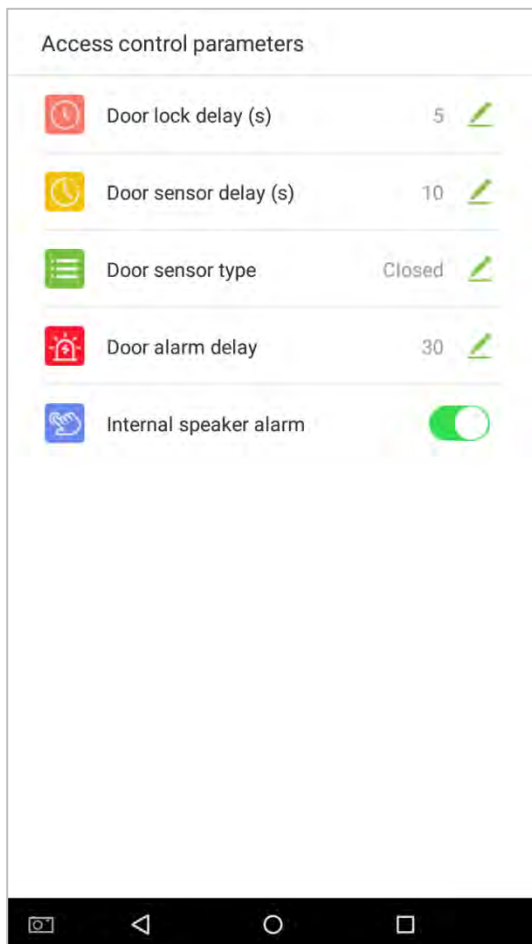 Access control parameters
Door lock delay (s) 5
Door sensor delay (s) 10
Door sensor type Closed
Door alarm delay 30
Internal speaker alarm